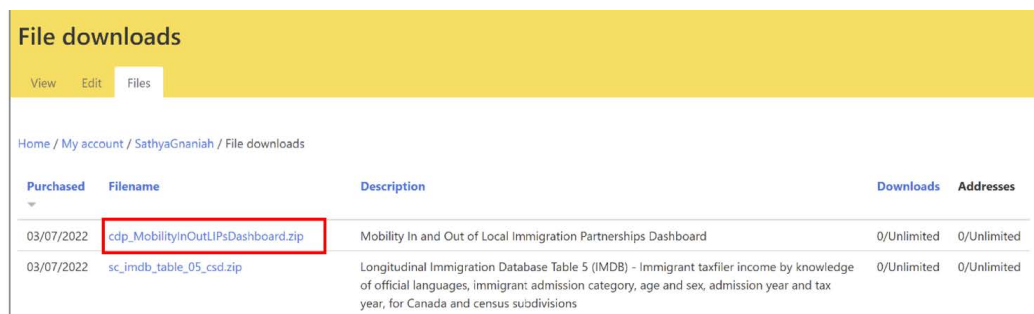 File downloads
View Edit Files
Home / My account / SathyaGnaniah / File downloads
Purchased Filename Description Downloads Addresses
03/07/2022 cdp_MobilityInOutLIPsDashboard.zip Mobility In and Out of Local Immigration Partnerships Dashboard 0/Unlimited 0/Unlimited
03/07/2022 sc_imdb_table_05_csd.zip Longitudinal Immigration Database Table 5 (IMDB) - Immigrant taxfiler income by knowledge 0/Unlimited 0/Unlimited
of official languages, immigrant admission category, age and sex, admission year and tax
year, for Canada and census subdivisions